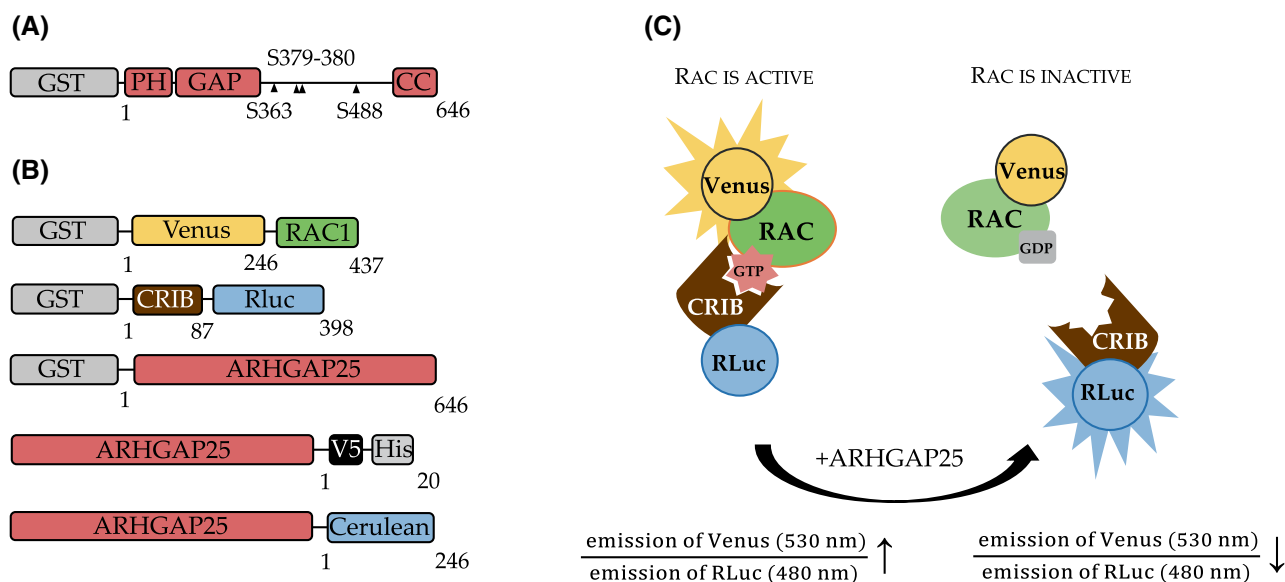 (A)
S379-380
GST PH GAP CC
1 S363 S488 646
(B)
GST Venus RAC1
1 246 437
GST CRIB Rluc
1 87 398
GST ARHGAP25
1 646
ARHGAP25 V5 His
1 20
ARHGAP25 Cerulean
1 246
(C)
RAC IS ACTIVE
Venus
RAC
GTP
CRIB
RLuc
RAC IS INACTIVE
Venus
RAC
GDP
CRIB
RLuc
+ARHGAP25
emission of Venus (530 nm)
emission of RLuc (480 nm)
↑
emission of Venus (530 nm)
emission of RLuc (480 nm)
↓